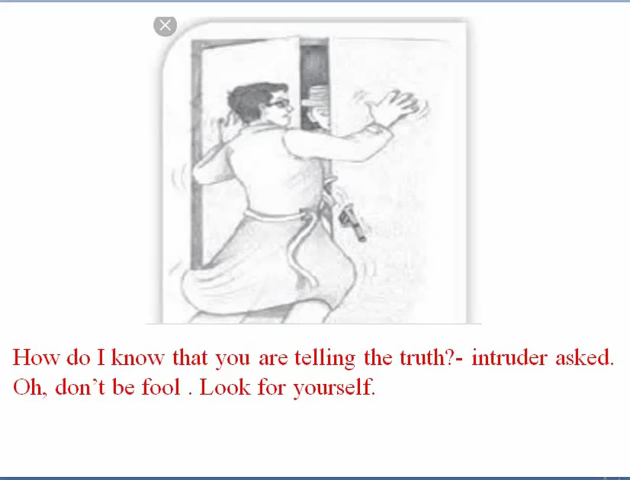 How do I know that you are telling the truth?- intruder asked.
Oh, don't be fool . Look for yourself.